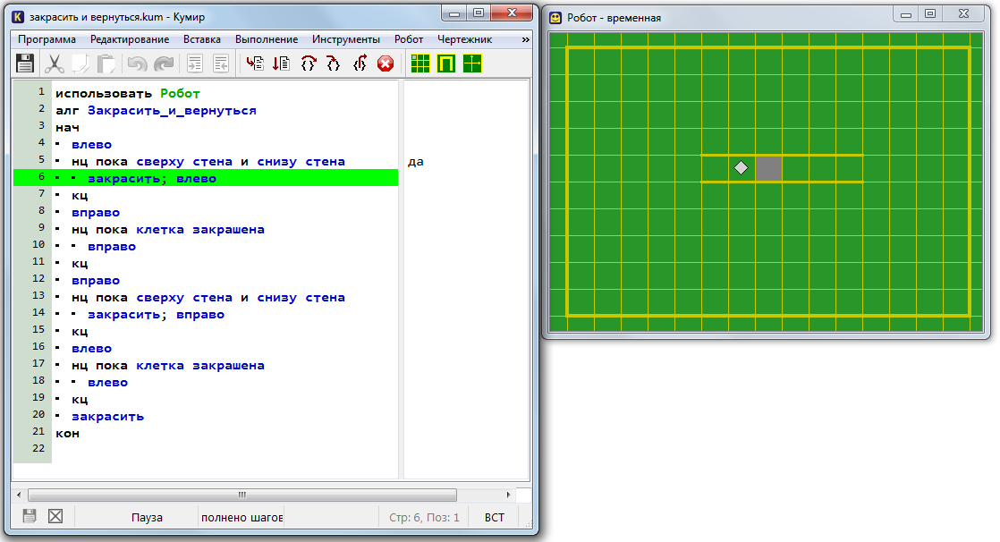 закрасить и вернуться.kum - Кумир
Программа Редактирование Вставка Выполнение Инструменты Робот Чертежник »
1 использовать Робот
2 алг Закрасить_и_вернуться
3 нач
4 влево
5 нц пока сверху стена и снизу стена да
6 закрасить; влево
7 кц
8 вправо
9 нц пока клетка закрашена
10 вправо
11 кц
12 вправо
13 нц пока сверху стена и снизу стена
14 закрасить; вправо
15 кц
16 влево
17 нц пока клетка закрашена
18 влево
19 кц
20 закрасить
21 кон
22
Пауза полнено шагов Стр: 6, Поз: 1 ВСТ
Робот - временная